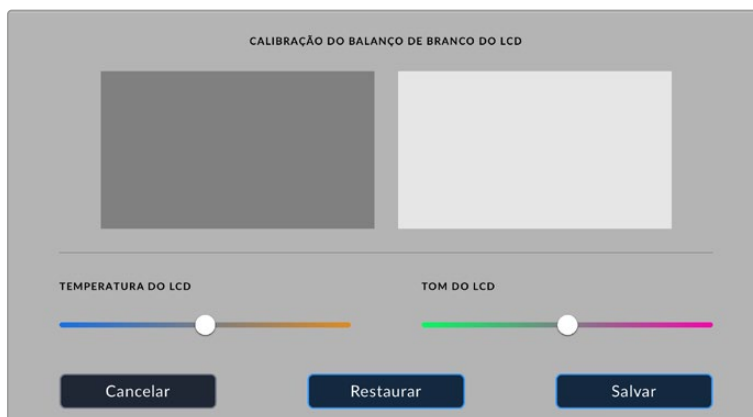 CALIBRAÇÃO DO BALANÇO DE BRANCO DO LCD
TEMPERATURA DO LCD
TOM DO LCD
Cancelar
Restaurar
Salvar